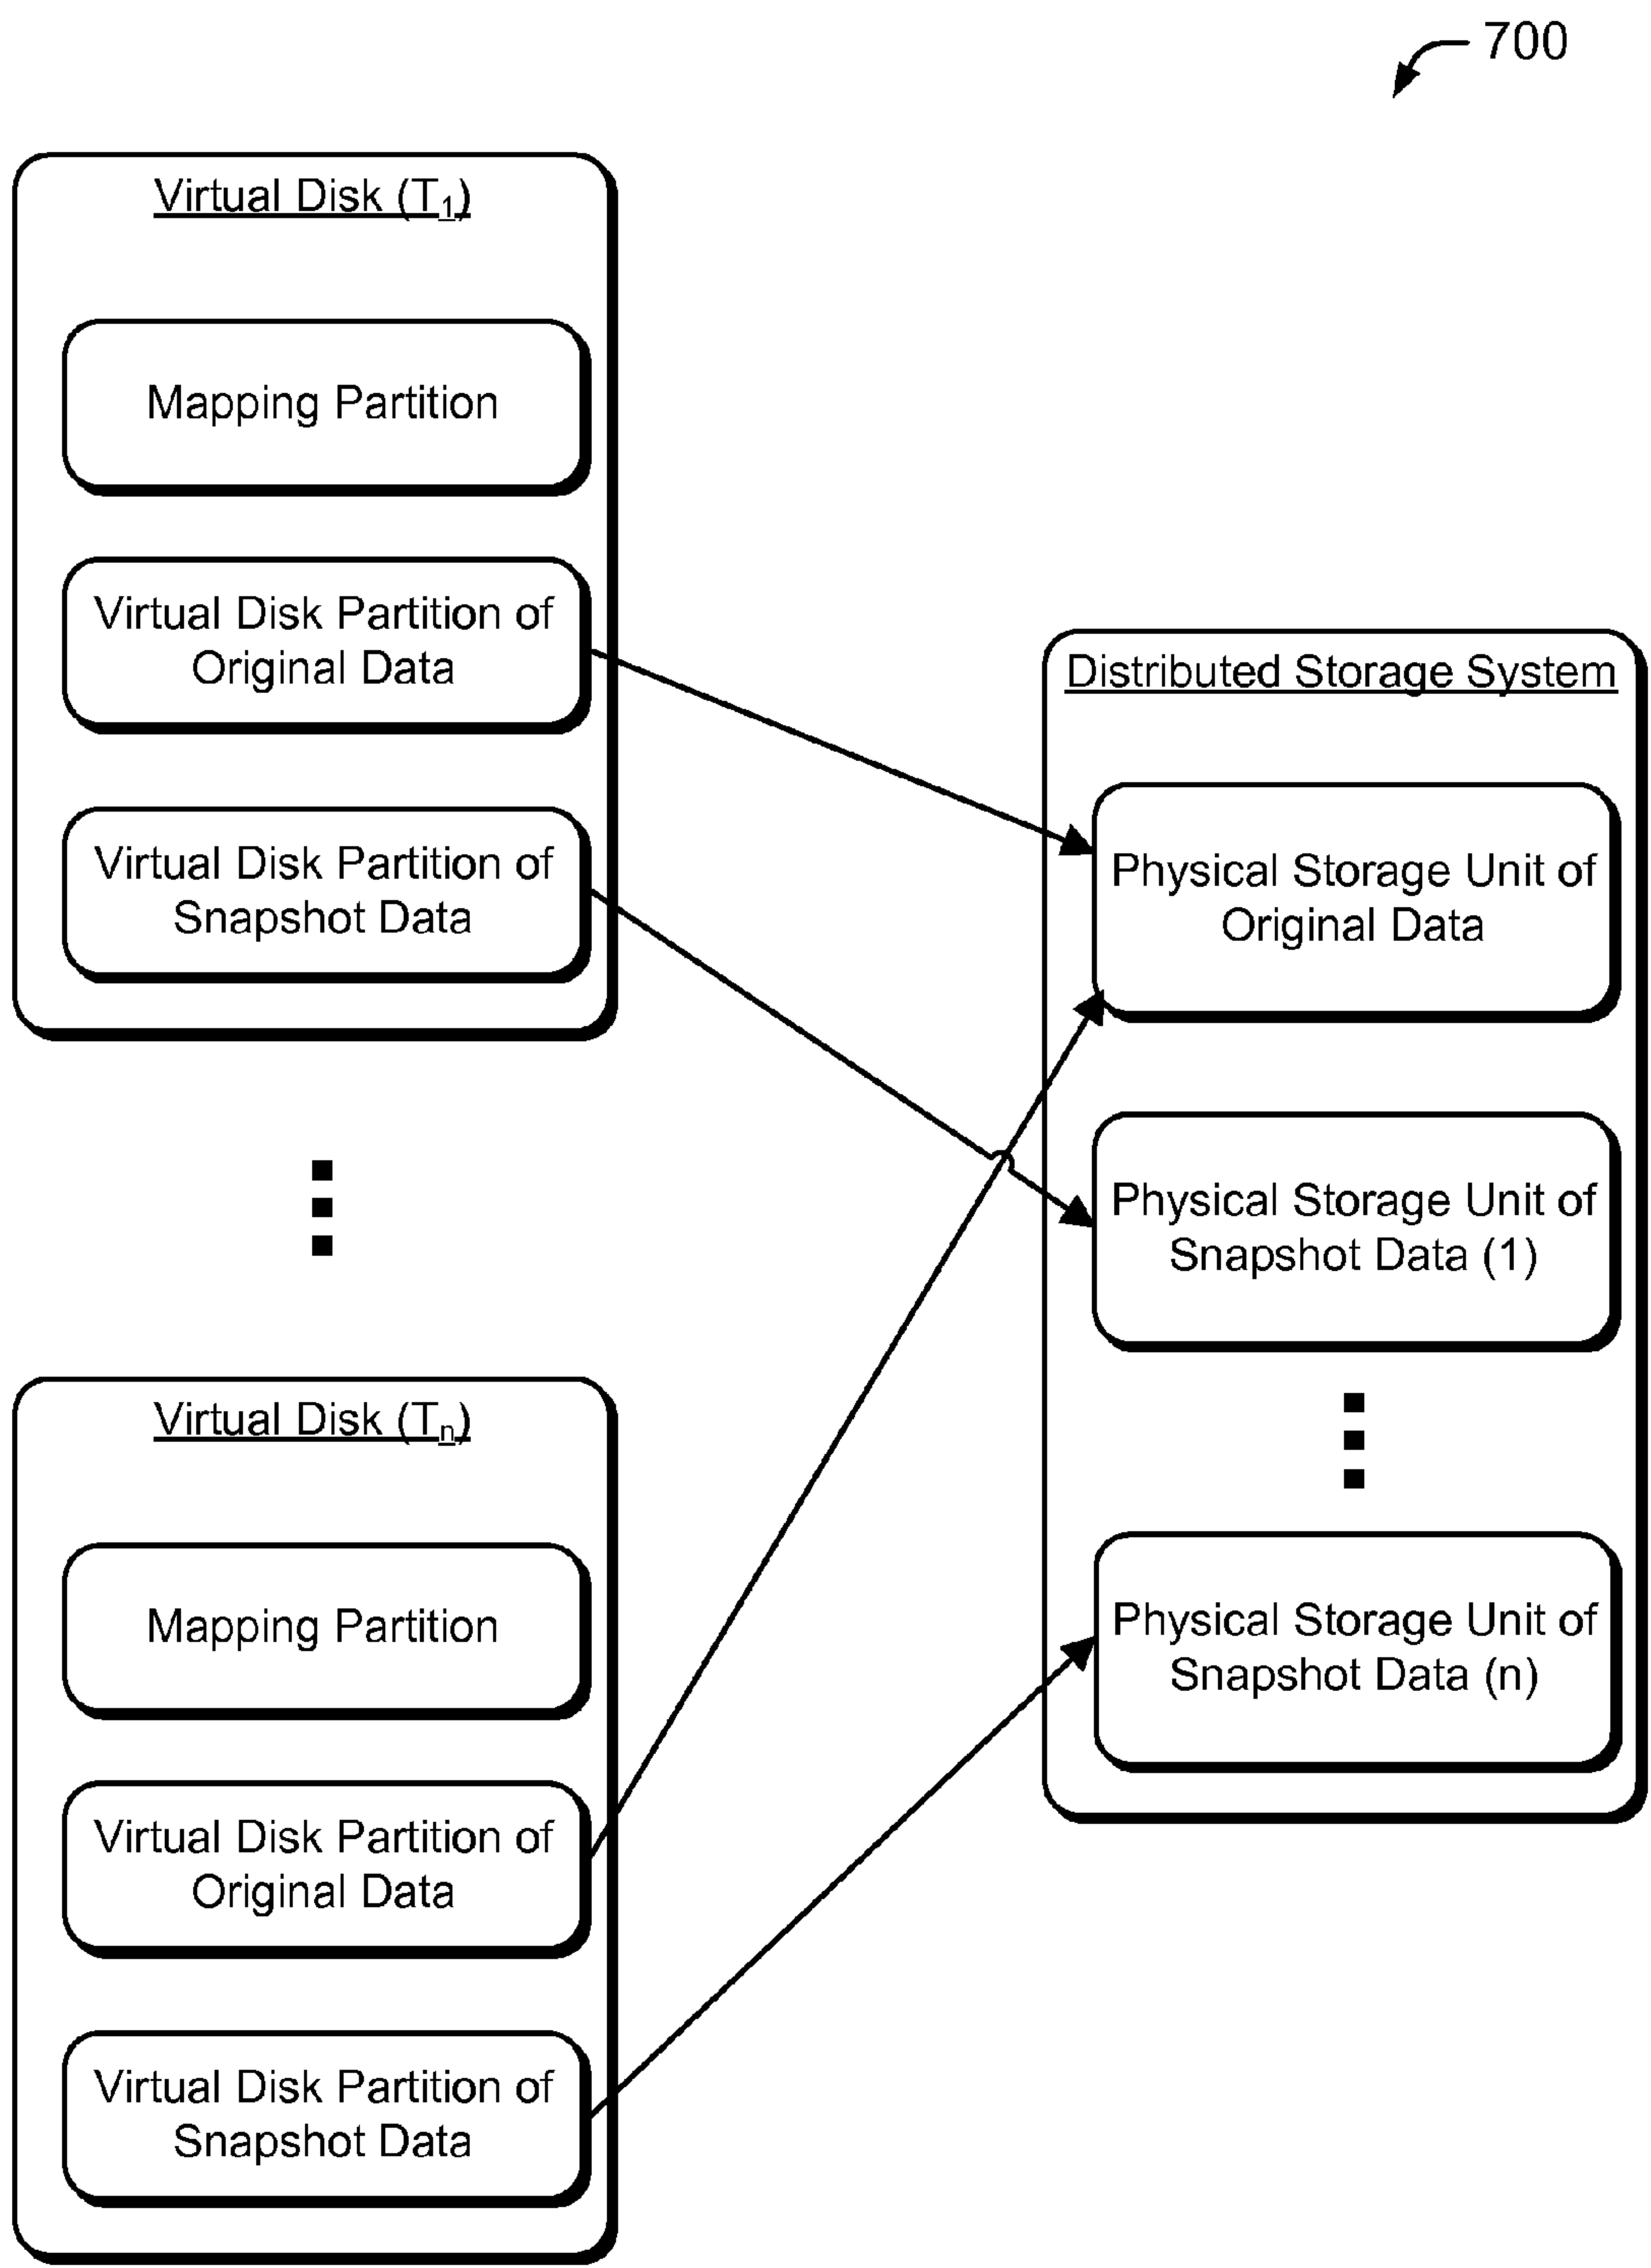 700
Virtual Disk (T1)
Mapping Partition
Virtual Disk Partition of
Original Data
Virtual Disk Partition of
Snapshot Data
Virtual Disk (Tn)
Mapping Partition
Virtual Disk Partition of
Original Data
Virtual Disk Partition of
Snapshot Data
Distributed Storage System
Physical Storage Unit of
Original Data
Physical Storage Unit of
Snapshot Data (1)
Physical Storage Unit of
Snapshot Data (n)